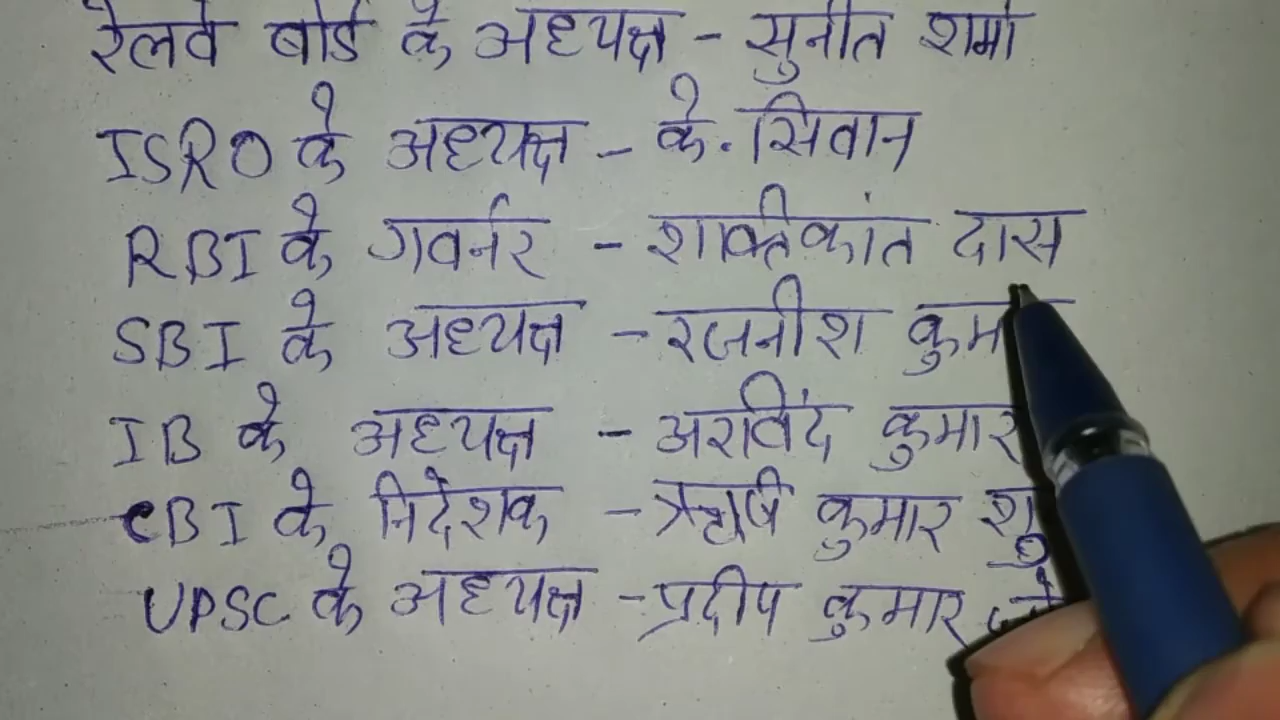 रेलवे बोर्ड के अध्यक्ष - सुनीत शर्मा
ISRO के अध्यक्ष - के. सिवान
RBI के गवर्नर - शक्तिकांत दास
SBI के अध्यक्ष - रजनीश
IB के अध्यक्ष - अरविंद कुमार
CBI के निदेशक - ऋषि कुमार
UPSC के अध्यक्ष - प्रदीप कुमार